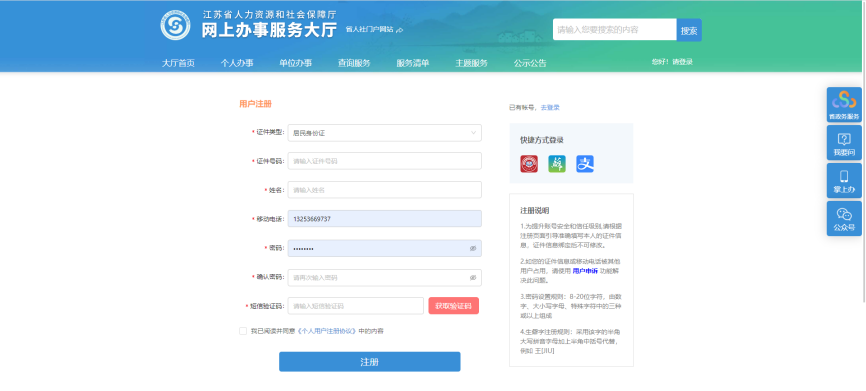 江苏省人力资源和社会保障厅
网上办事服务大厅
省人社门户网站
请输入您要搜索的内容
搜索
大厅首页 个人办事 单位办事 查询服务 服务清单 主题服务 公示公告
您好! 请登录
用户注册
* 证件类型: 居民身份证
* 证件号码: 请输入证件号码
* 姓名: 请输入姓名
* 移动电话: 13253669737
* 密码: ••••••••
* 确认密码: 请再次输入密码
* 短信验证码: 请输入短信验证码
获取验证码
我已阅读并同意《个人用户注册协议》中的内容
注册
已有账号, 去登录
快捷方式登录
注册说明
1.为提升账号安全和信任级别,请根据
注册页面引导准确填写本人的证件信
息, 证件信息绑定后不可修改。
2.如您的证件信息或移动电话被其他
用户占用, 请使用 用户申诉 功能解
决此问题。
3.密码设置规则: 8-20位字符, 由数
字、大小写字母、特殊字符中的三种
或以上组成
4.生僻字注册规则: 采用该字的半角
大写拼音字母加上半角中括号代替,
例如 王[JIU]
省政务服务
我要问
掌上办
公众号